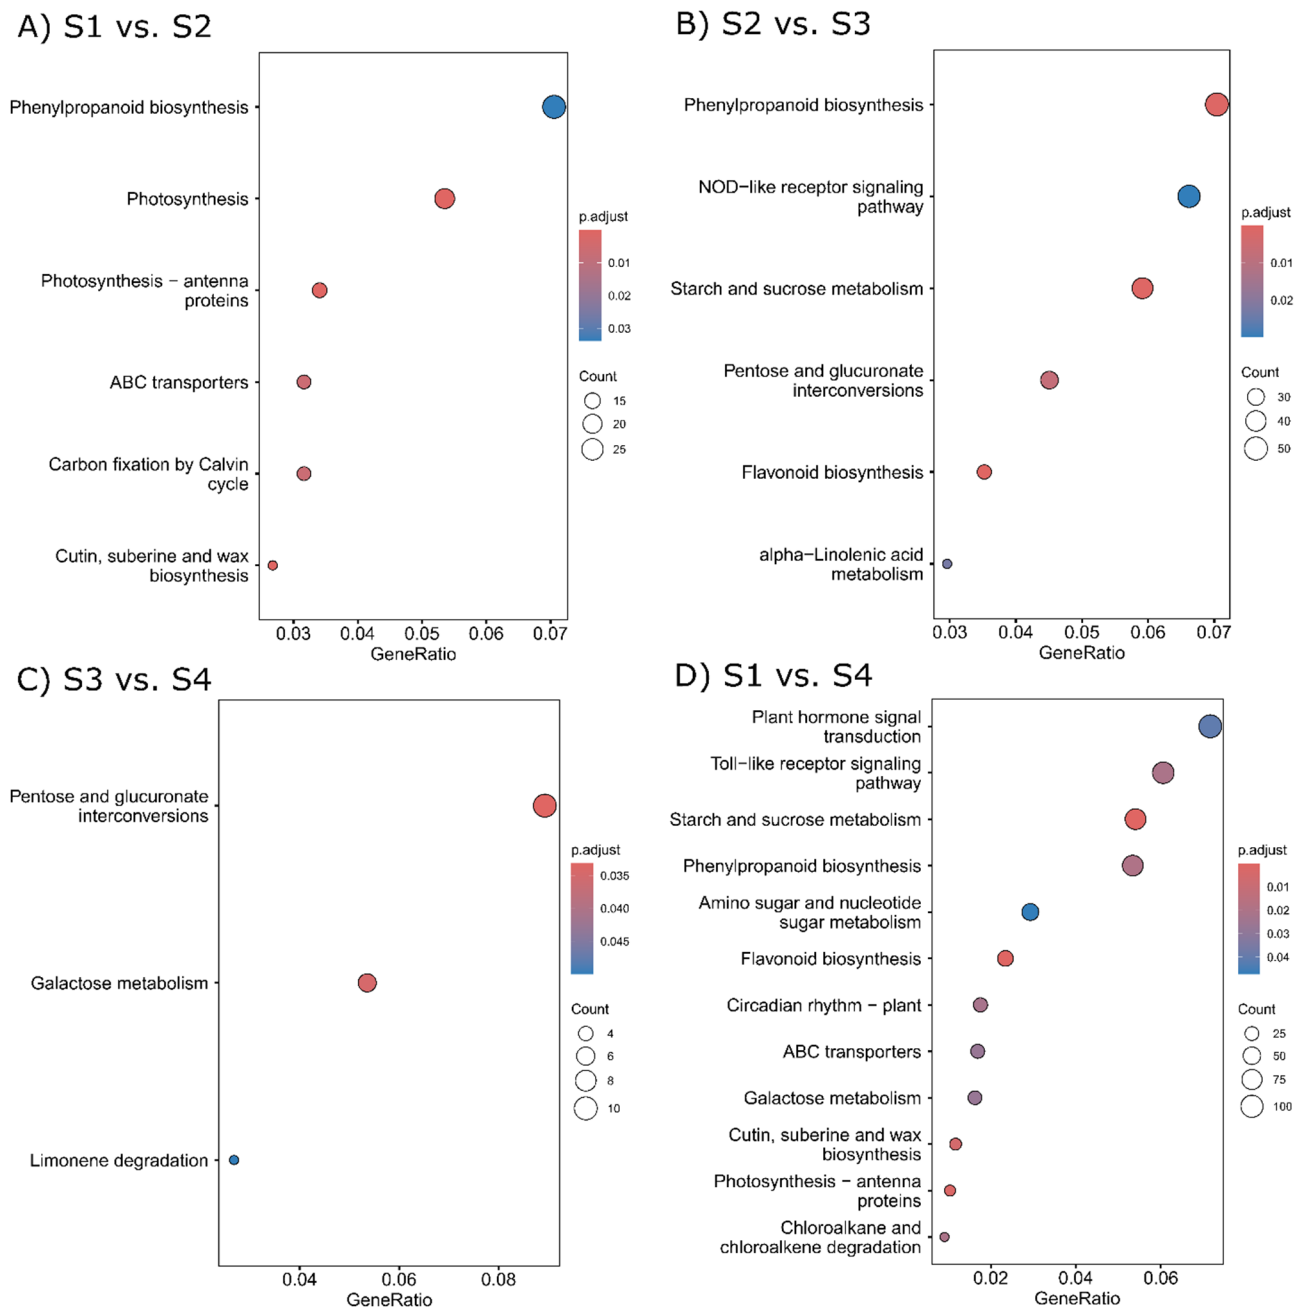 A) S1 vs. S2
Phenylpropanoid biosynthesis
Photosynthesis
Photosynthesis − antenna
proteins
ABC transporters
Carbon fixation by Calvin
cycle
Cutin, suberine and wax
biosynthesis
0.03 0.04 0.05 0.06 0.07
GeneRatio
p.adjust
0.01
0.02
0.03
Count
15
20
25
B) S2 vs. S3
Phenylpropanoid biosynthesis
NOD−like receptor signaling
pathway
Starch and sucrose metabolism
Pentose and glucuronate
interconversions
Flavonoid biosynthesis
alpha−Linolenic acid
metabolism
0.03 0.04 0.05 0.06 0.07
GeneRatio
p.adjust
0.01
0.02
Count
30
40
50
C) S3 vs. S4
Pentose and glucuronate
interconversions
Galactose metabolism
Limonene degradation
0.04 0.06 0.08
GeneRatio
p.adjust
0.035
0.040
0.045
Count
4
6
8
10
D) S1 vs. S4
Plant hormone signal
transduction
Toll−like receptor signaling
pathway
Starch and sucrose metabolism
Phenylpropanoid biosynthesis
Amino sugar and nucleotide
sugar metabolism
Flavonoid biosynthesis
Circadian rhythm − plant
ABC transporters
Galactose metabolism
Cutin, suberine and wax
biosynthesis
Photosynthesis − antenna
proteins
Chloroalkane and
chloroalkene degradation
0.02 0.04 0.06
GeneRatio
p.adjust
0.01
0.02
0.03
0.04
Count
25
50
75
100